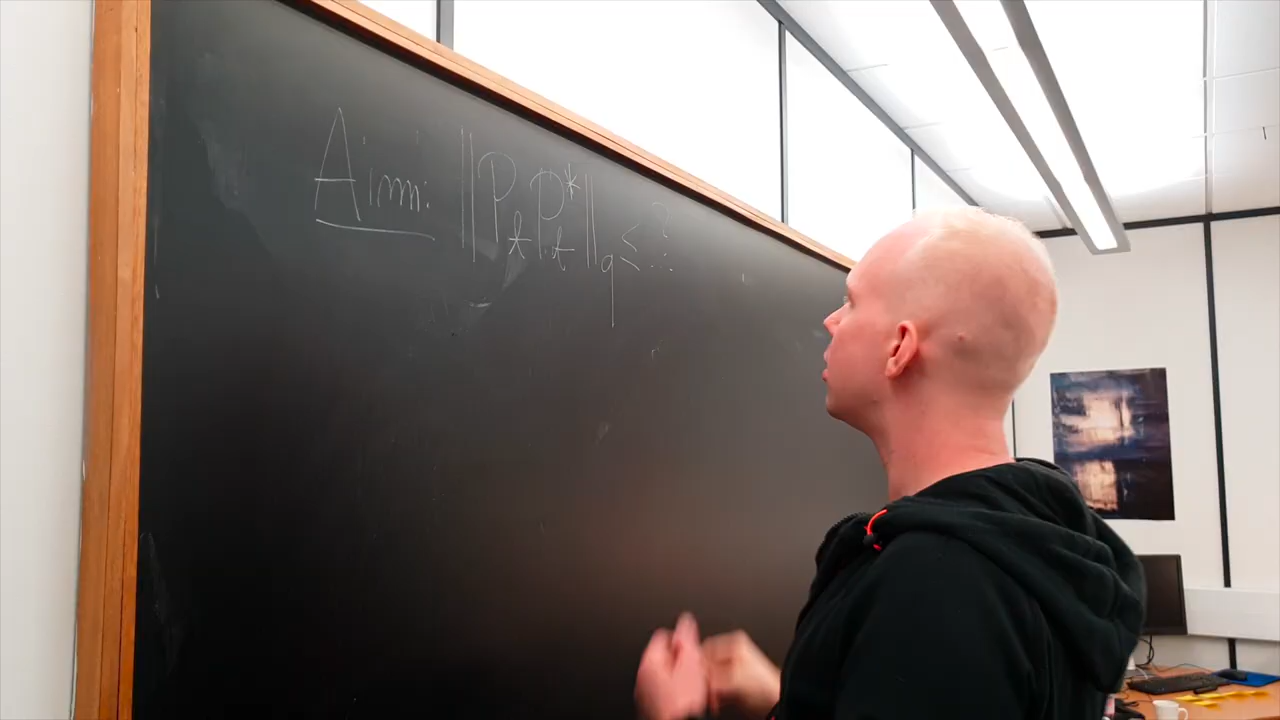 Aim: ‖P_t P_t^*‖_q < ?